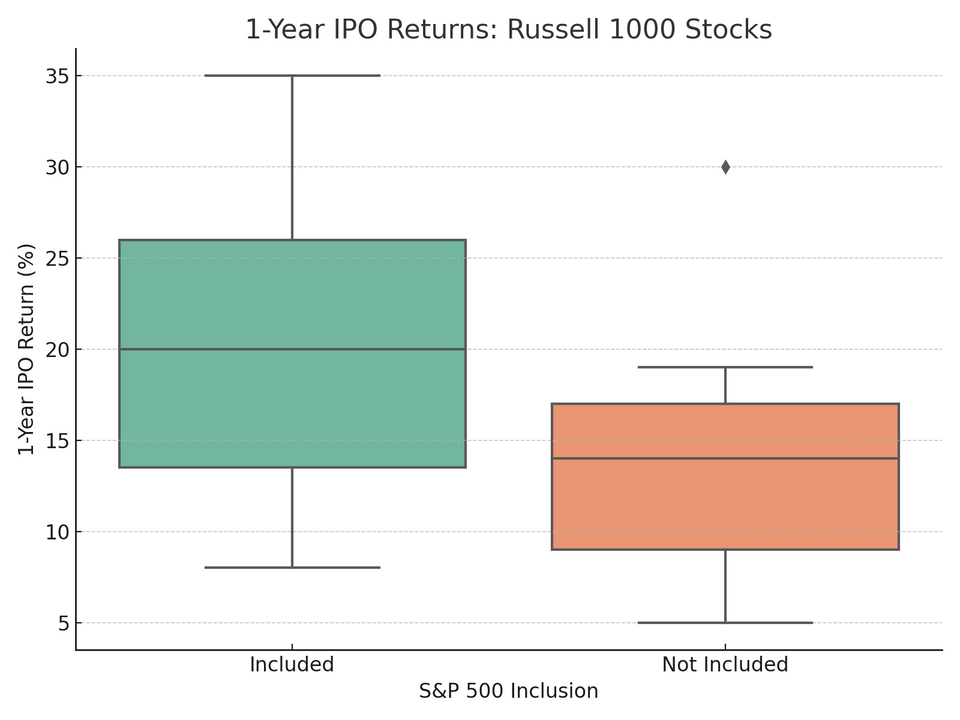 1-Year IPO Returns: Russell 1000 Stocks
1-Year IPO Return (%)
35
30
25
20
15
10
5
Included
Not Included
S&P 500 Inclusion